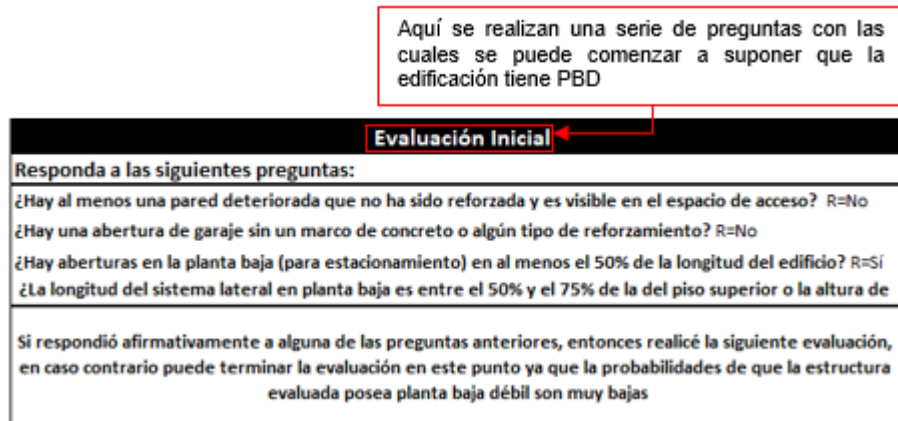 Aquí se realizan una serie de preguntas con las
cuales se puede comenzar a suponer que la
edificación tiene PBD
Evaluación Inicial
Responda a las siguientes preguntas:
¿Hay al menos una pared deteriorada que no ha sido reforzada y es visible en el espacio de acceso? R=No
¿Hay una abertura de garaje sin un marco de concreto o algún tipo de reforzamiento? R=No
¿Hay aberturas en la planta baja (para estacionamiento) en al menos el 50% de la longitud del edificio? R=Sí
¿La longitud del sistema lateral en planta baja es entre el 50% y el 75% de la del piso superior o la altura de
Si respondió afirmativamente a alguna de las preguntas anteriores, entonces realicé la siguiente evaluación,
en caso contrario puede terminar la evaluación en este punto ya que la probabilidades de que la estructura
evaluada posea planta baja débil son muy bajas